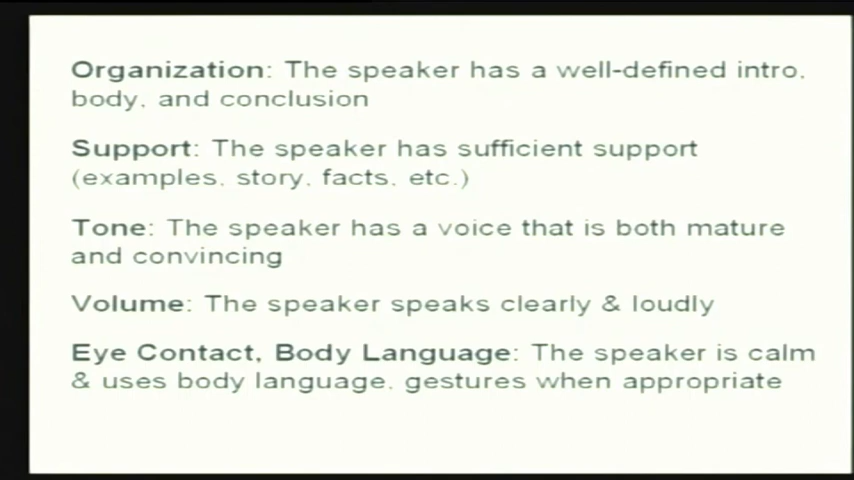 Organization: The speaker has a well-defined intro,
body, and conclusion
Support: The speaker has sufficient support
(examples, story, facts, etc.)
Tone: The speaker has a voice that is both mature
and convincing
Volume: The speaker speaks clearly & loudly
Eye Contact, Body Language: The speaker is calm
& uses body language, gestures when appropriate